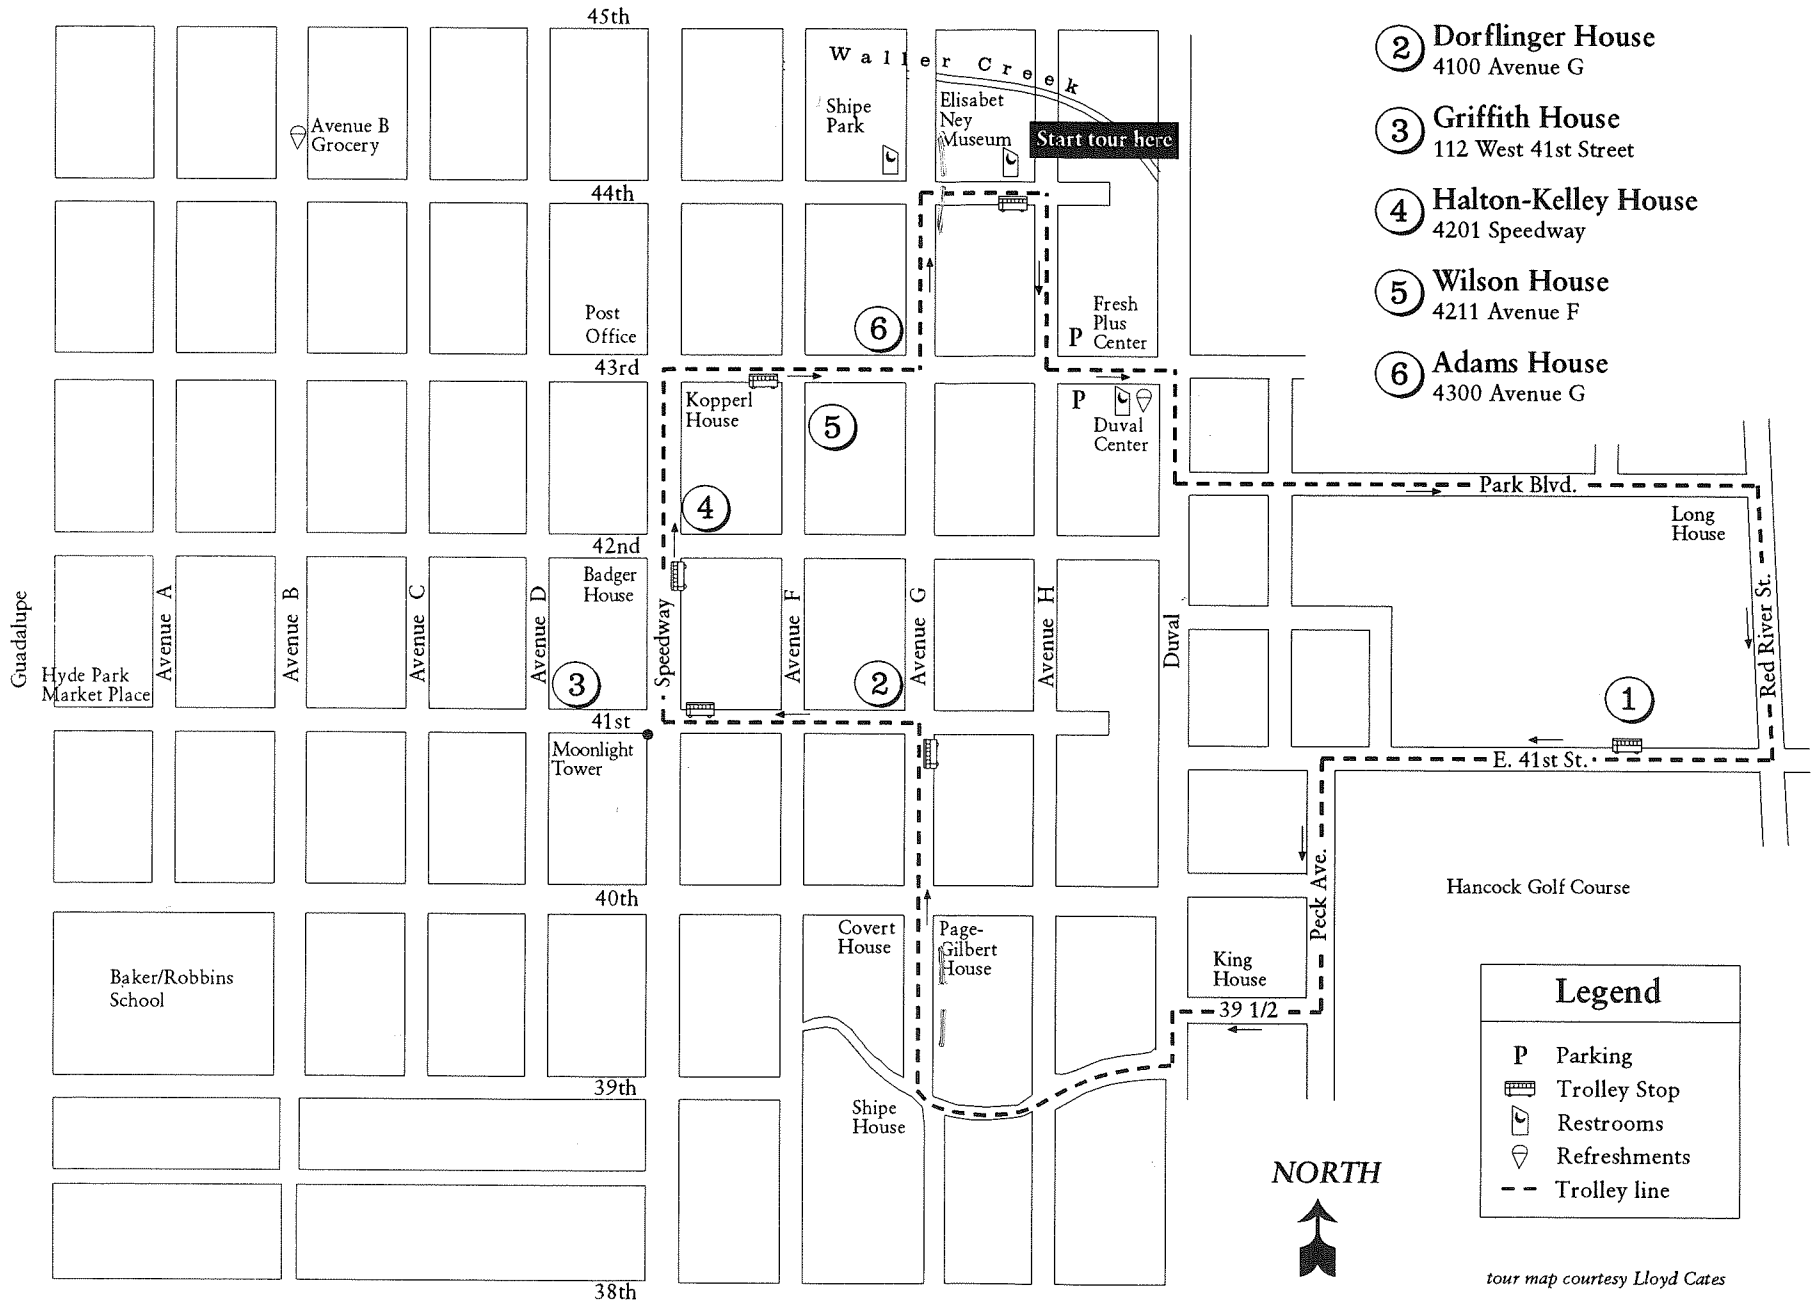 45th
Waller Creek
Shipe
Park
Elisabet
Ney
Museum
Start tour here
Avenue B
Grocery
44th
Post
Office
6
Fresh
Plus
Center
P
43rd
Kopperl
House
5
P
Duval
Center
4
Park Blvd.
Long
House
42nd
Badger
House
Guadalupe
Avenue A
Avenue B
Avenue C
Avenue D
Speedway
Avenue F
Avenue G
Avenue H
Duval
Red River St.
Hyde Park
Market Place
3
2
1
41st
Moonlight
Tower
E. 41st St.
Peck Ave.
Hancock Golf Course
40th
Covert
House
Page-
Gilbert
House
King
House
Baker/Robbins
School
39 1/2
39th
Shipe
House
38th
2 Dorflinger House
4100 Avenue G
3 Griffith House
112 West 41st Street
4 Halton-Kelley House
4201 Speedway
5 Wilson House
4211 Avenue F
6 Adams House
4300 Avenue G
Legend
P Parking
Trolley Stop
Restrooms
Refreshments
Trolley line
NORTH
tour map courtesy Lloyd Cates